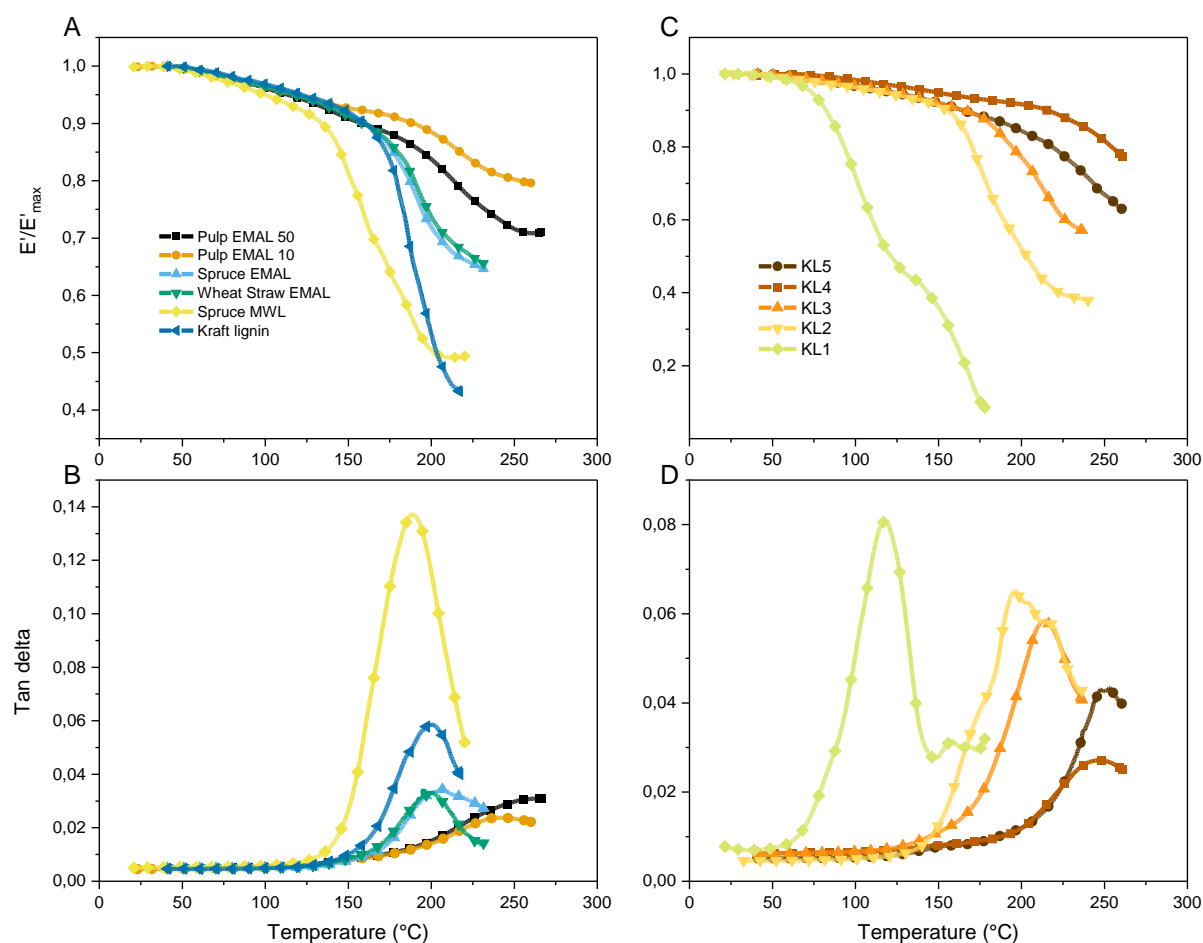 A
1,0
0,9
0,8
0,7
0,6
0,5
0,4
E'/E'max
Pulp EMAL 50
Pulp EMAL 10
Spruce EMAL
Wheat Straw EMAL
Spruce MWL
Kraft lignin
0 50 100 150 200 250 300
C
1,0
0,8
0,6
0,4
0,2
0,0
KL5
KL4
KL3
KL2
KL1
0 50 100 150 200 250 300
B
0,14
0,12
0,10
0,08
0,06
0,04
0,02
0,00
Tan delta
0 50 100 150 200 250 300
Temperature (°C)
D
0,08
0,06
0,04
0,02
0,00
0 50 100 150 200 250 300
Temperature (°C)